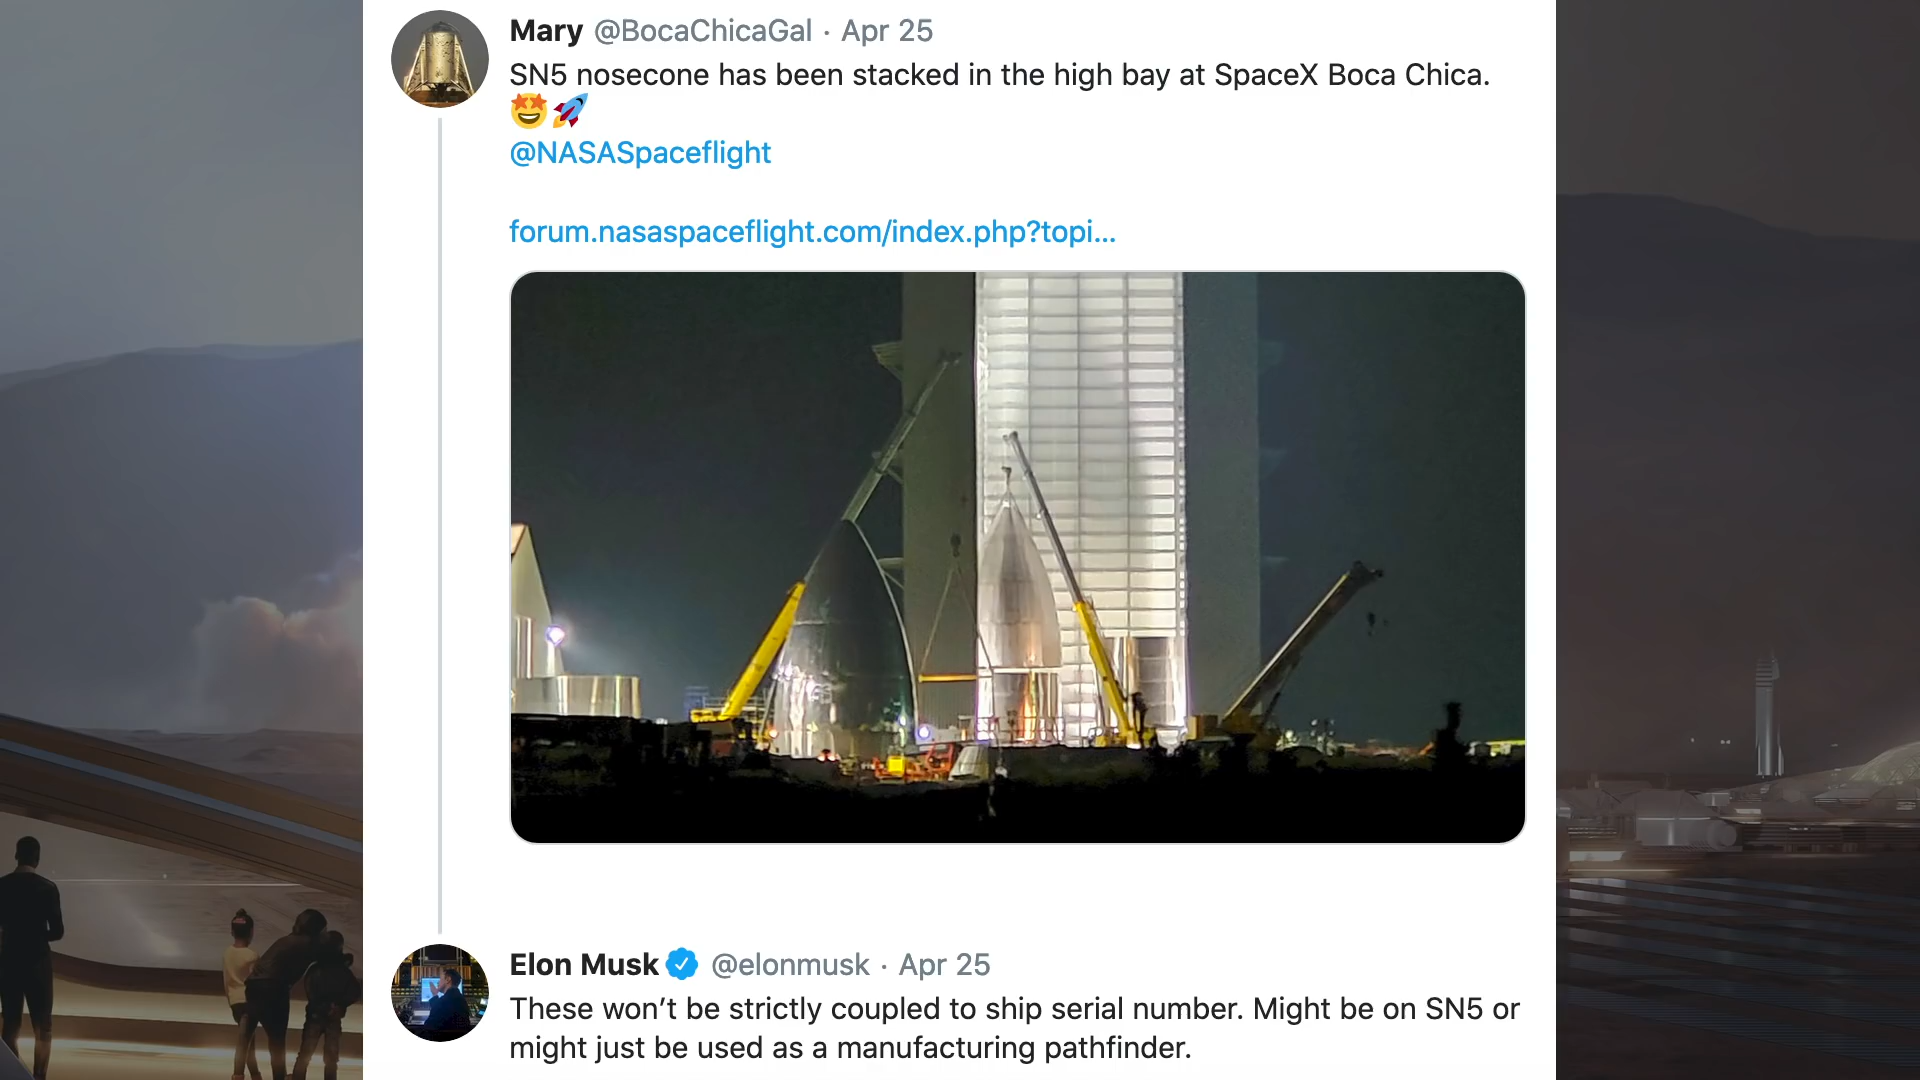 Mary @BocaChicaGal · Apr 25
SN5 nosecone has been stacked in the high bay at SpaceX Boca Chica.
🤩🚀
@NASASpaceflight
forum.nasaspaceflight.com/index.php?topi...
Elon Musk @elonmusk · Apr 25
These won’t be strictly coupled to ship serial number. Might be on SN5 or
might just be used as a manufacturing pathfinder.